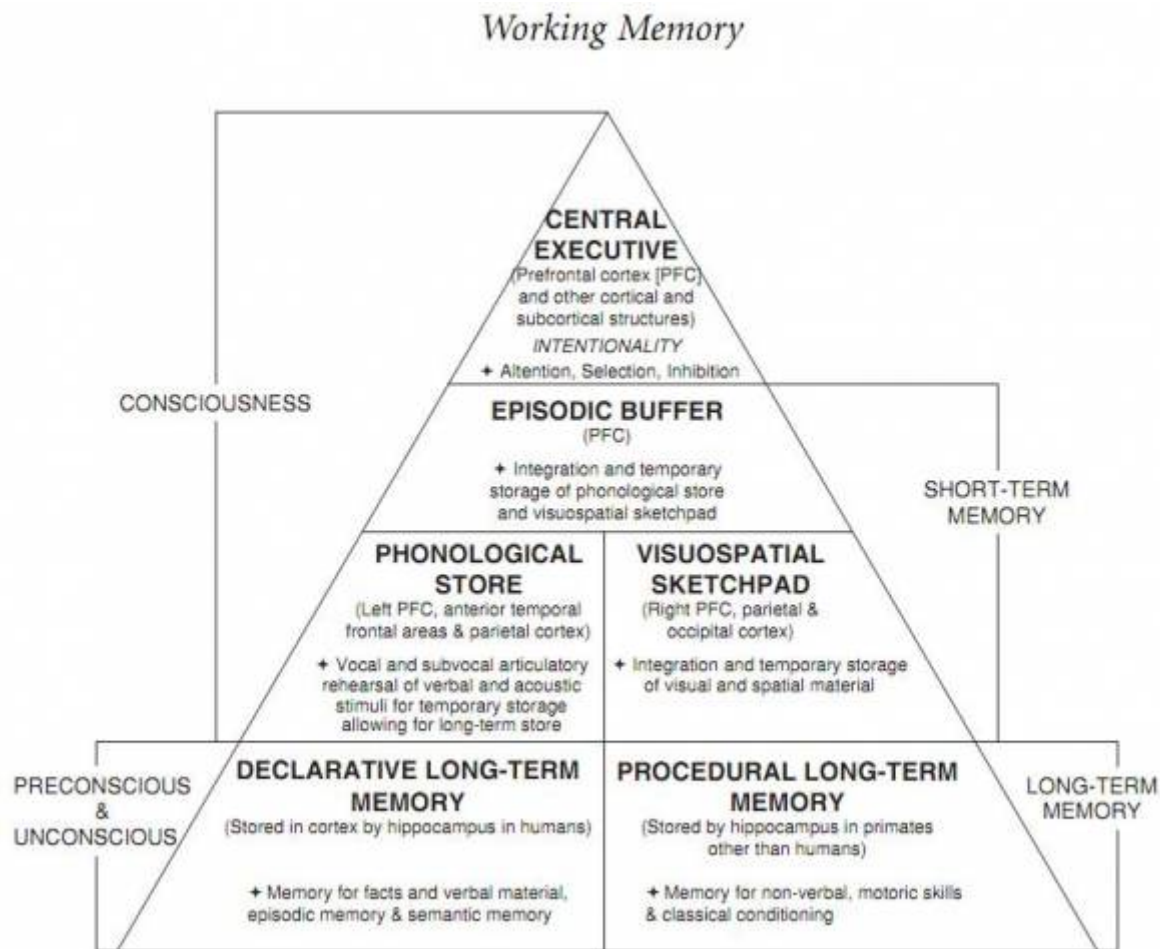 Working Memory
CENTRAL
EXECUTIVE
(Prefrontal cortex [PFC]
and other cortical and
subcortical structures)
INTENTIONALITY
+ Altention, Selection, Inhibition
CONSCIOUSNESS
EPISODIC BUFFER
(PFC)
+ Integration and temporary
storage of phonological store
and visuospatial sketchpad
SHORT-TERM
MEMORY
PHONOLOGICAL
STORE
(Left PFC, anterior temporal
frontal areas & parietal cortex)
+ Vocal and subvocal articulatory
rehearsal of verbal and acoustic
stimuli for temporary storage
allowing for long-term store
VISUOSPATIAL
SKETCHPAD
(Right PFC, parietal &
occipital cortex)
+ Integration and temporary storage
of visual and spatial material
PRECONSCIOUS
&
UNCONSCIOUS
DECLARATIVE LONG-TERM
MEMORY
(Stored in cortex by hippocampus in humans)
+ Memory for facts and verbal material,
episodic memory & semantic memory
PROCEDURAL LONG-TERM
MEMORY
(Stored by hippocampus in primates
other than humans)
+ Memory for non-verbal, motoric skills
& classical conditioning
LONG-TERM
MEMORY